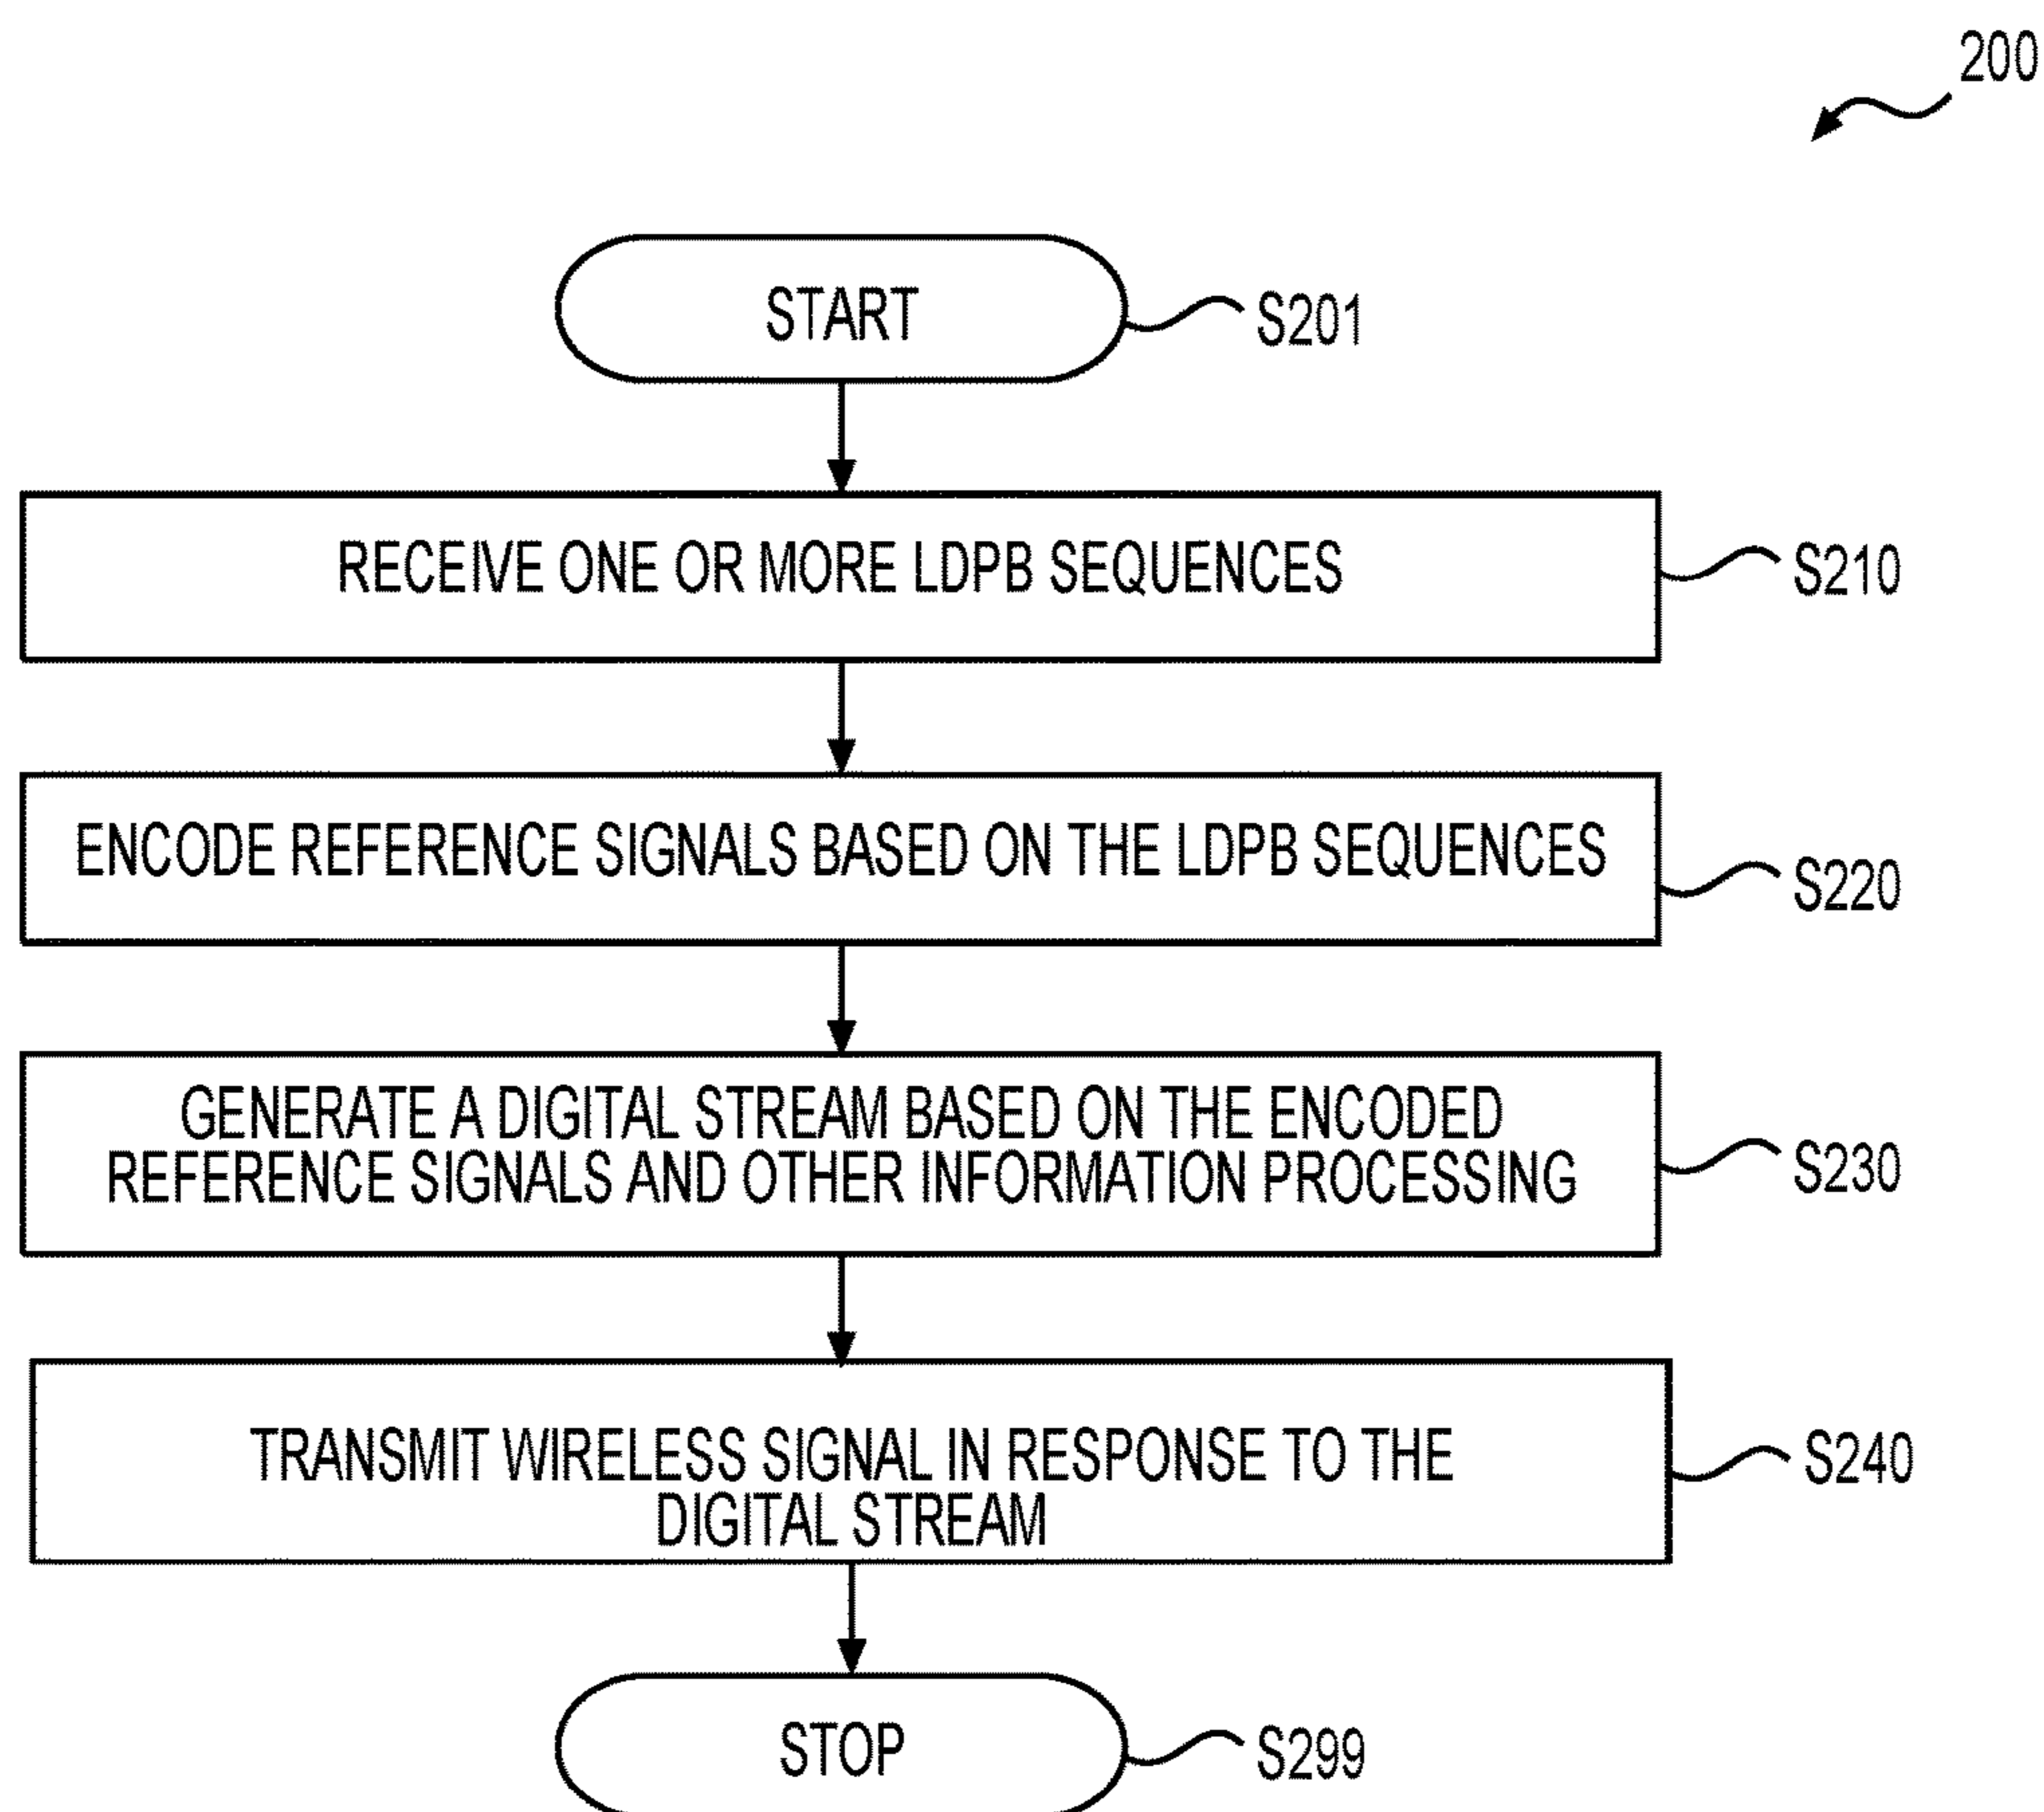 200
START
S201
RECEIVE ONE OR MORE LDPB SEQUENCES
S210
ENCODE REFERENCE SIGNALS BASED ON THE LDPB SEQUENCES
S220
GENERATE A DIGITAL STREAM BASED ON THE ENCODED
REFERENCE SIGNALS AND OTHER INFORMATION PROCESSING
S230
TRANSMIT WIRELESS SIGNAL IN RESPONSE TO THE
DIGITAL STREAM
S240
STOP
S299